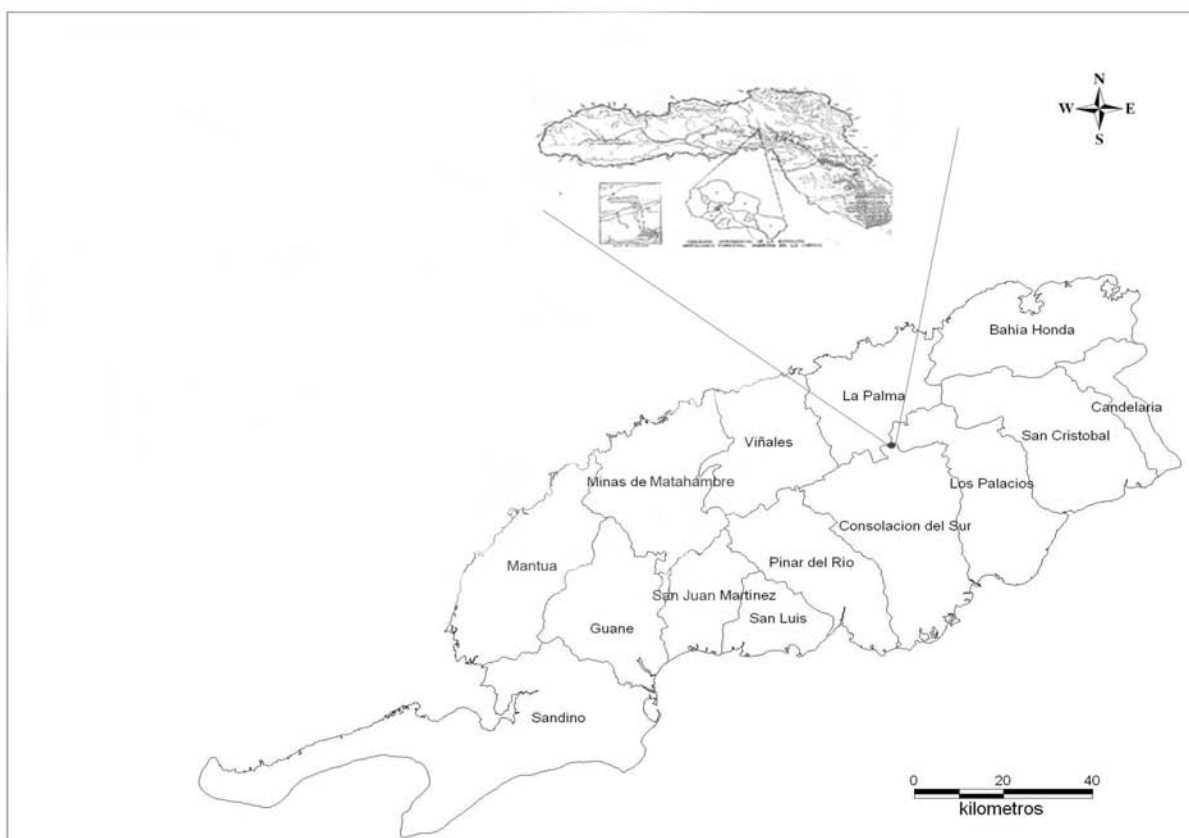 N
W E
S
ESTACION
Bahia Honda
La Palma
Candelaria
San Cristobal
Viñales
Minas de Matahambre
Los Palacios
Consolacion del Sur
Mantua
Pinar del Rio
San Juan Martinez
San Luis
Guane
Sandino
0 20 40
kilometros